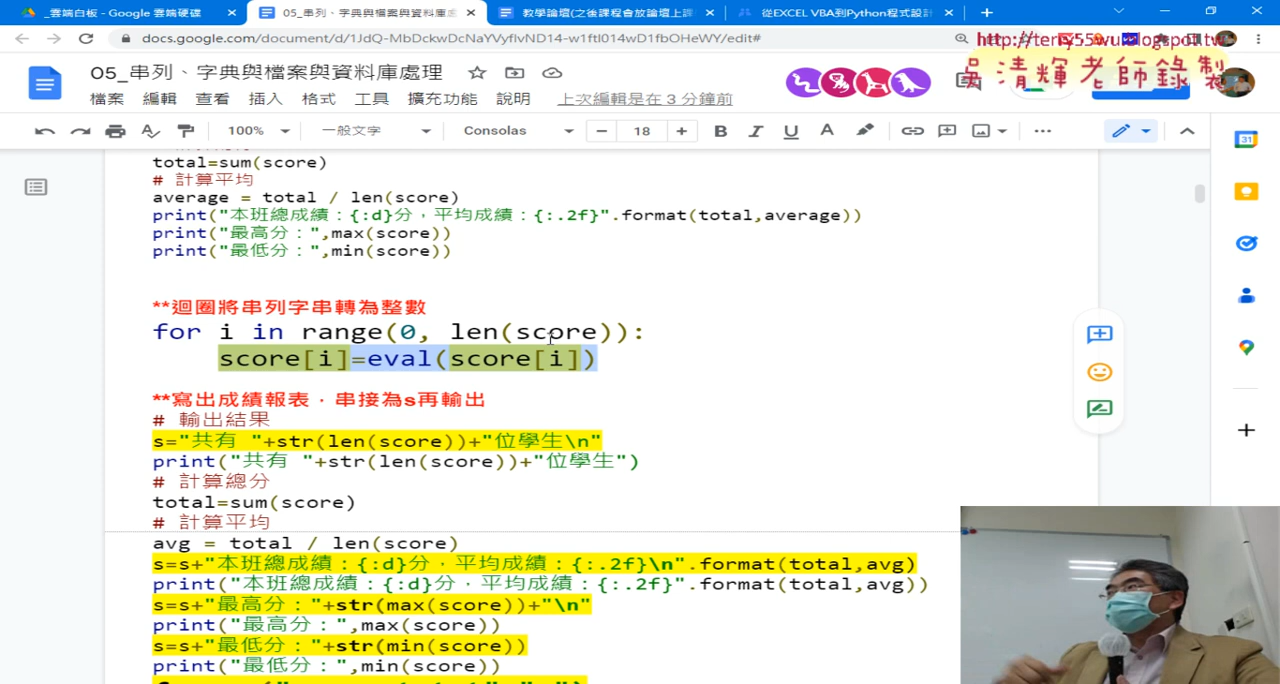 _雲端白板 - Google 雲端硬碟
05_串列、字典與檔案與資料庫處
教學論壇(之後課程會放論壇上課
從EXCEL VBA到Python程式設計
docs.google.com/document/d/1JdQ-MbDckwDcNaYVyfIvND14-w1ftI014wD1fbOHeWY/edit#
http://terry55wu.blogspot.tw
吳清輝老師錄製
05_串列、字典與檔案與資料庫處理
檔案 編輯 查看 插入 格式 工具 擴充功能 說明 上次編輯是在 3 分鐘前
100% 一般文字 Consolas 18 B I U A
31
total=sum(score)
# 計算平均
average = total / len(score)
print("本班總成績：{:d}分，平均成績：{:.2f}".format(total,average))
print("最高分：",max(score))
print("最低分：",min(score))
**迴圈將串列字串轉為整數
for i in range(0, len(score)):
score[i]=eval(score[i])
**寫出成績報表，串接為s再輸出
# 輸出結果
s="共有 "+str(len(score))+"位學生\n"
print("共有 "+str(len(score))+"位學生")
# 計算總分
total=sum(score)
# 計算平均
avg = total / len(score)
s=s+"本班總成績：{:d}分，平均成績：{:.2f}\n".format(total,avg)
print("本班總成績：{:d}分，平均成績：{:.2f}".format(total,avg))
s=s+"最高分："+str(max(score))+"\n"
print("最高分：",max(score))
s=s+"最低分："+str(min(score))
print("最低分：",min(score))